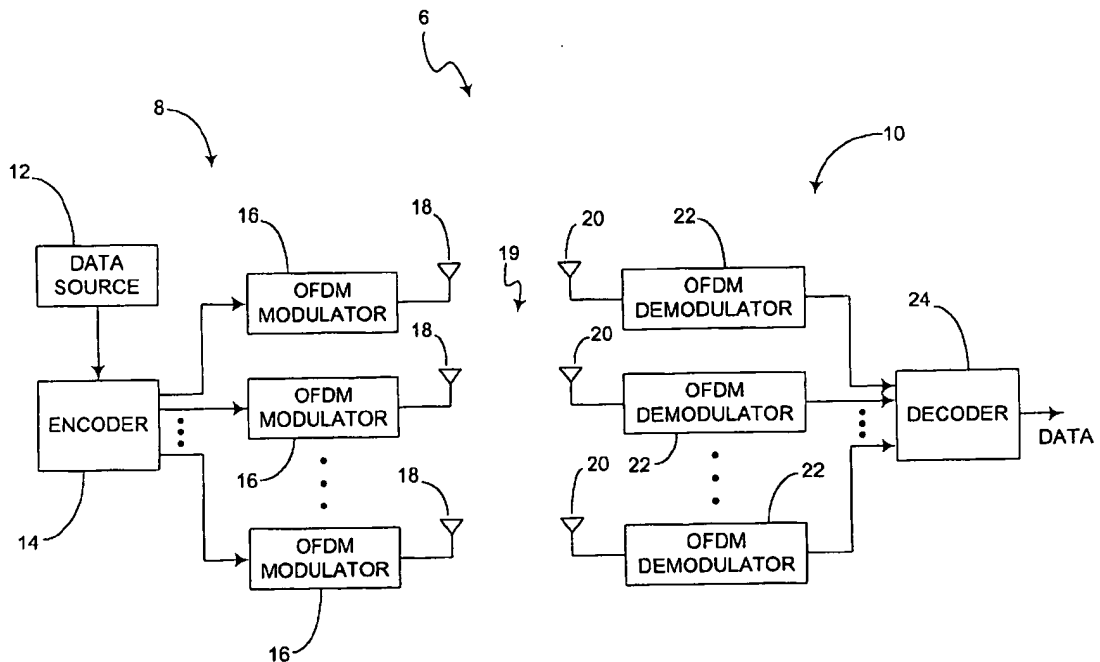 6
8
10
12
16
18
20
22
19
24
DATA
SOURCE
OFDM
MODULATOR
OFDM
DEMODULATOR
18
20
ENCODER
OFDM
MODULATOR
OFDM
DEMODULATOR
DECODER
DATA
16
18
20
22
22
14
OFDM
MODULATOR
OFDM
DEMODULATOR
16